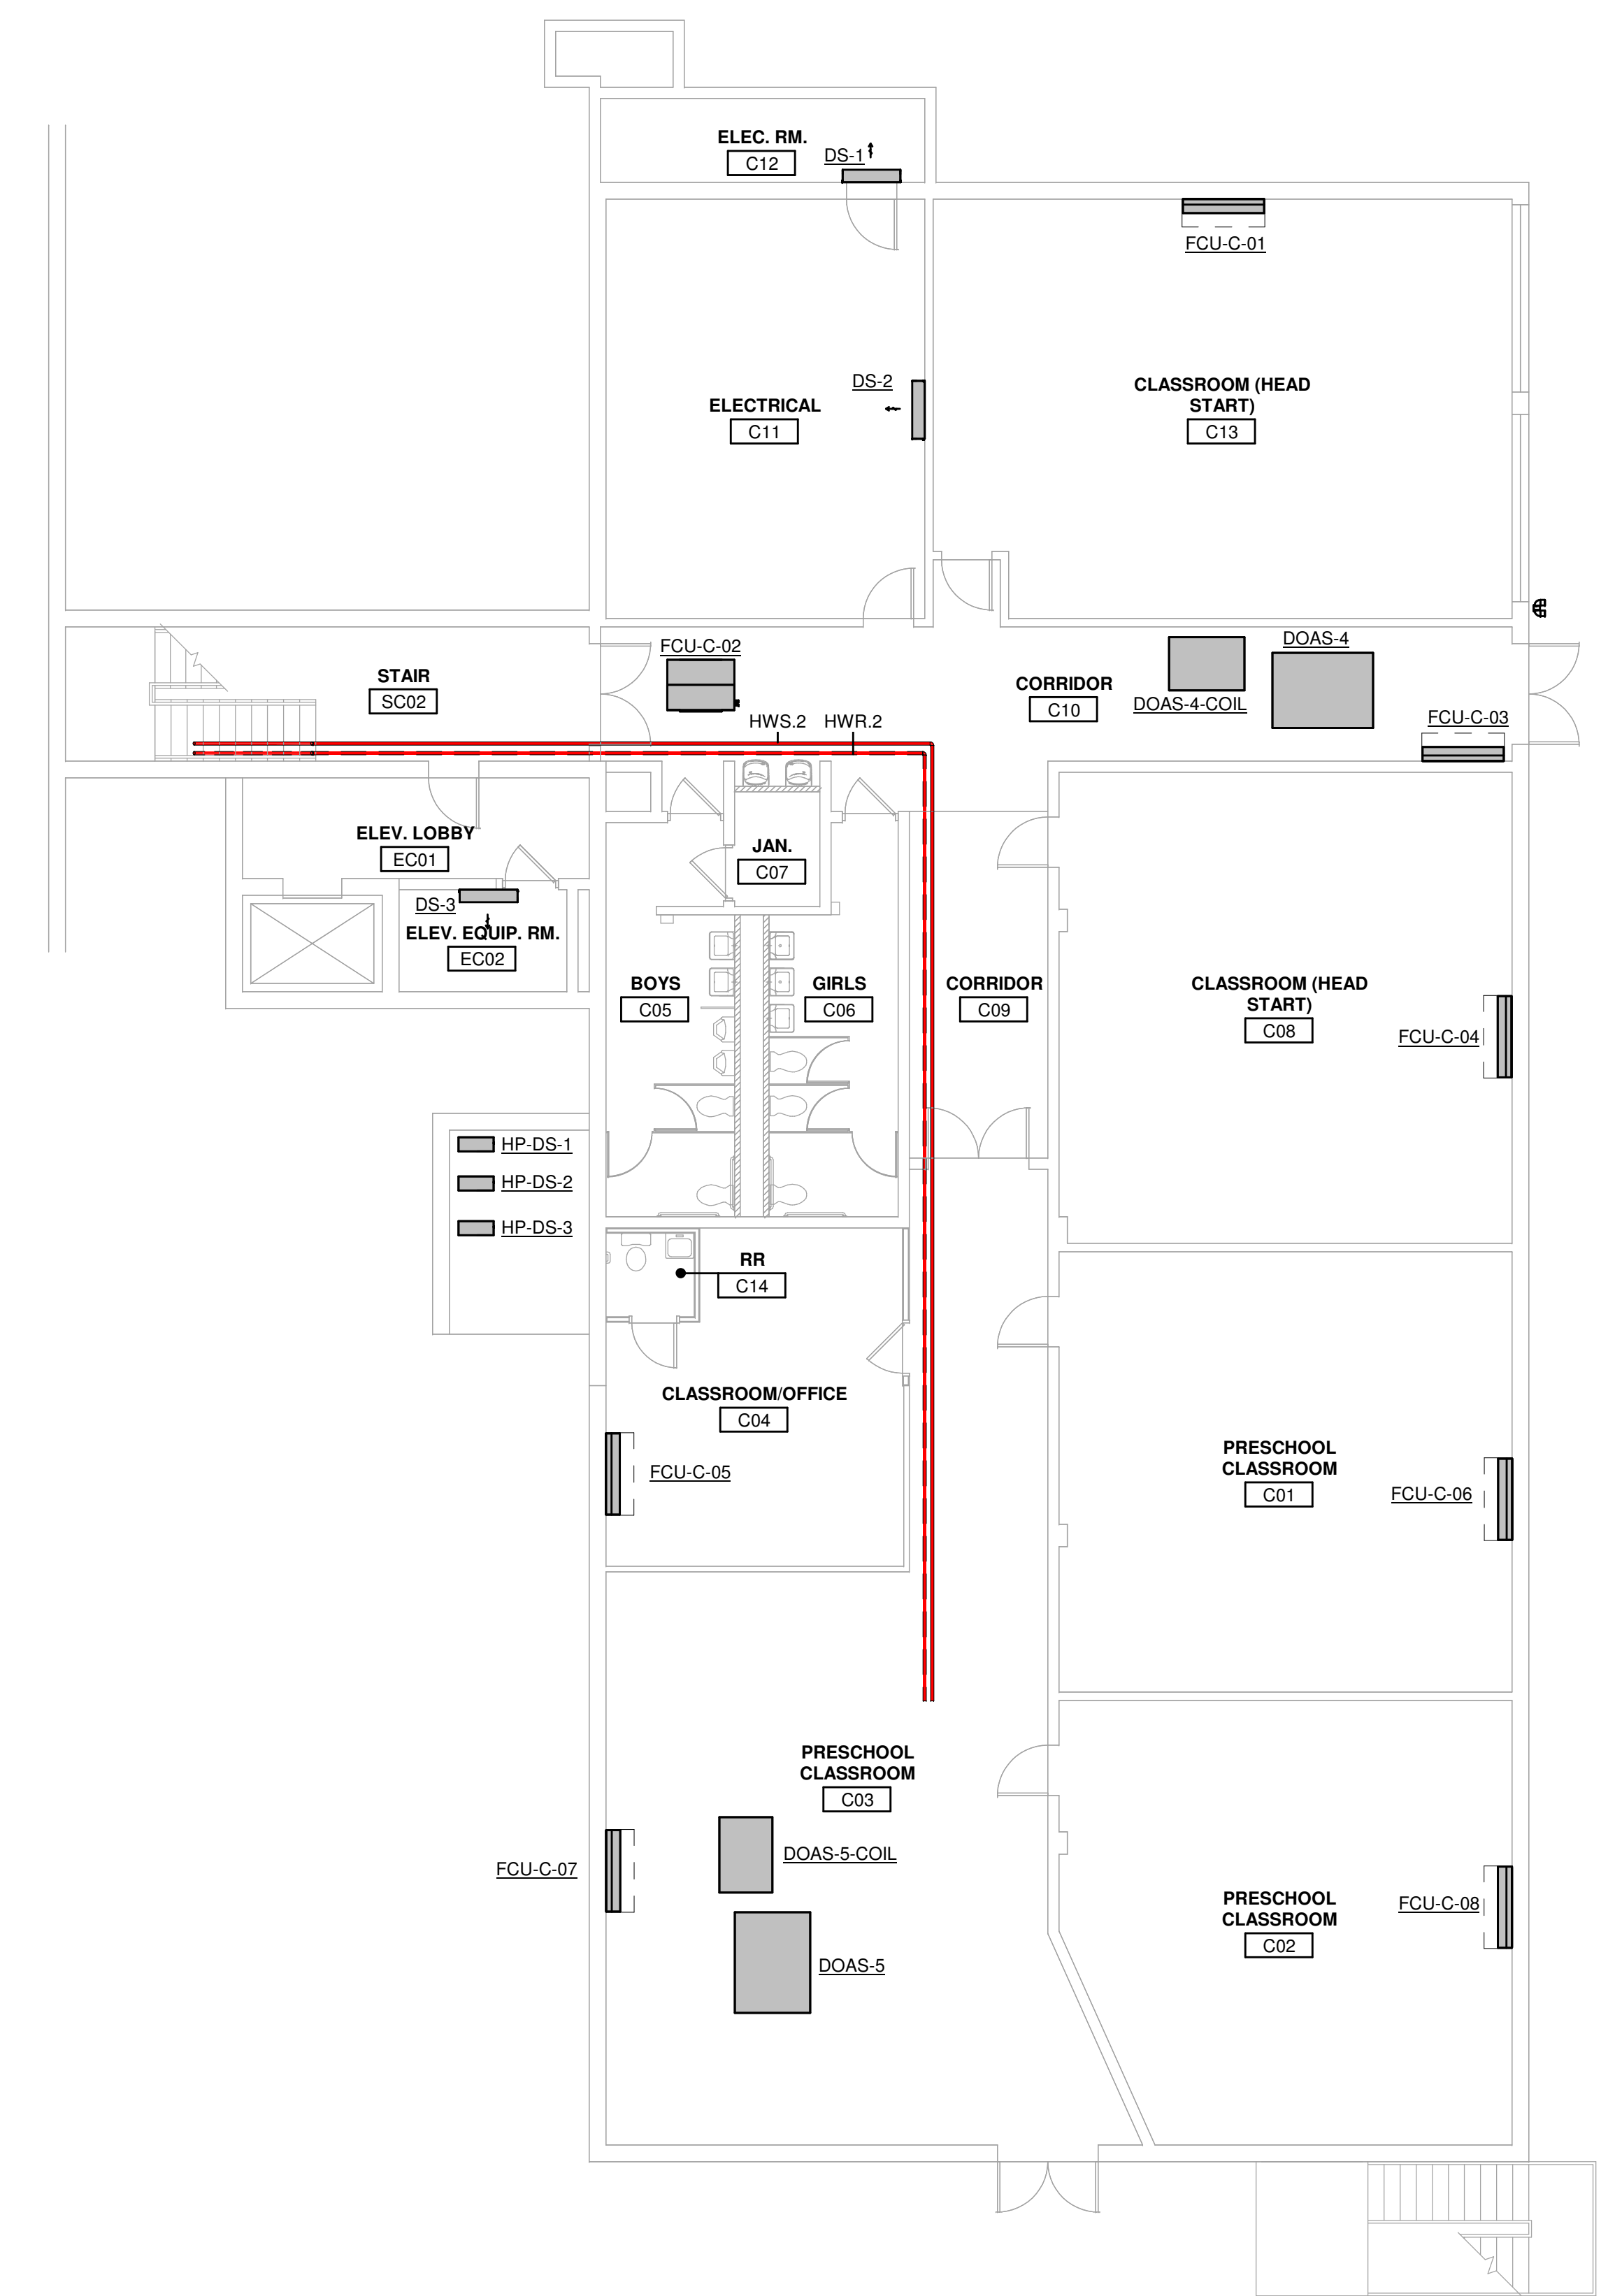 ELEC. RM.
C12
DS-1
FCU-C-01
DS-2
ELECTRICAL
C11
CLASSROOM (HEAD
START)
C13
FCU-C-02
STAIR
SC02
DOAS-4
CORRIDOR
C10
DOAS-4-COIL
FCU-C-03
HWS.2
HWR.2
ELEV. LOBBY
EC01
JAN.
C07
DS-3
ELEV. EQUIP. RM.
EC02
BOYS
C05
GIRLS
C06
CORRIDOR
C09
CLASSROOM (HEAD
START)
C08
FCU-C-04
HP-DS-1
HP-DS-2
HP-DS-3
RR
C14
CLASSROOM/OFFICE
C04
FCU-C-05
PRESCHOOL
CLASSROOM
C01
FCU-C-06
PRESCHOOL
CLASSROOM
C03
DOAS-5-COIL
FCU-C-07
PRESCHOOL
CLASSROOM
C02
FCU-C-08
DOAS-5